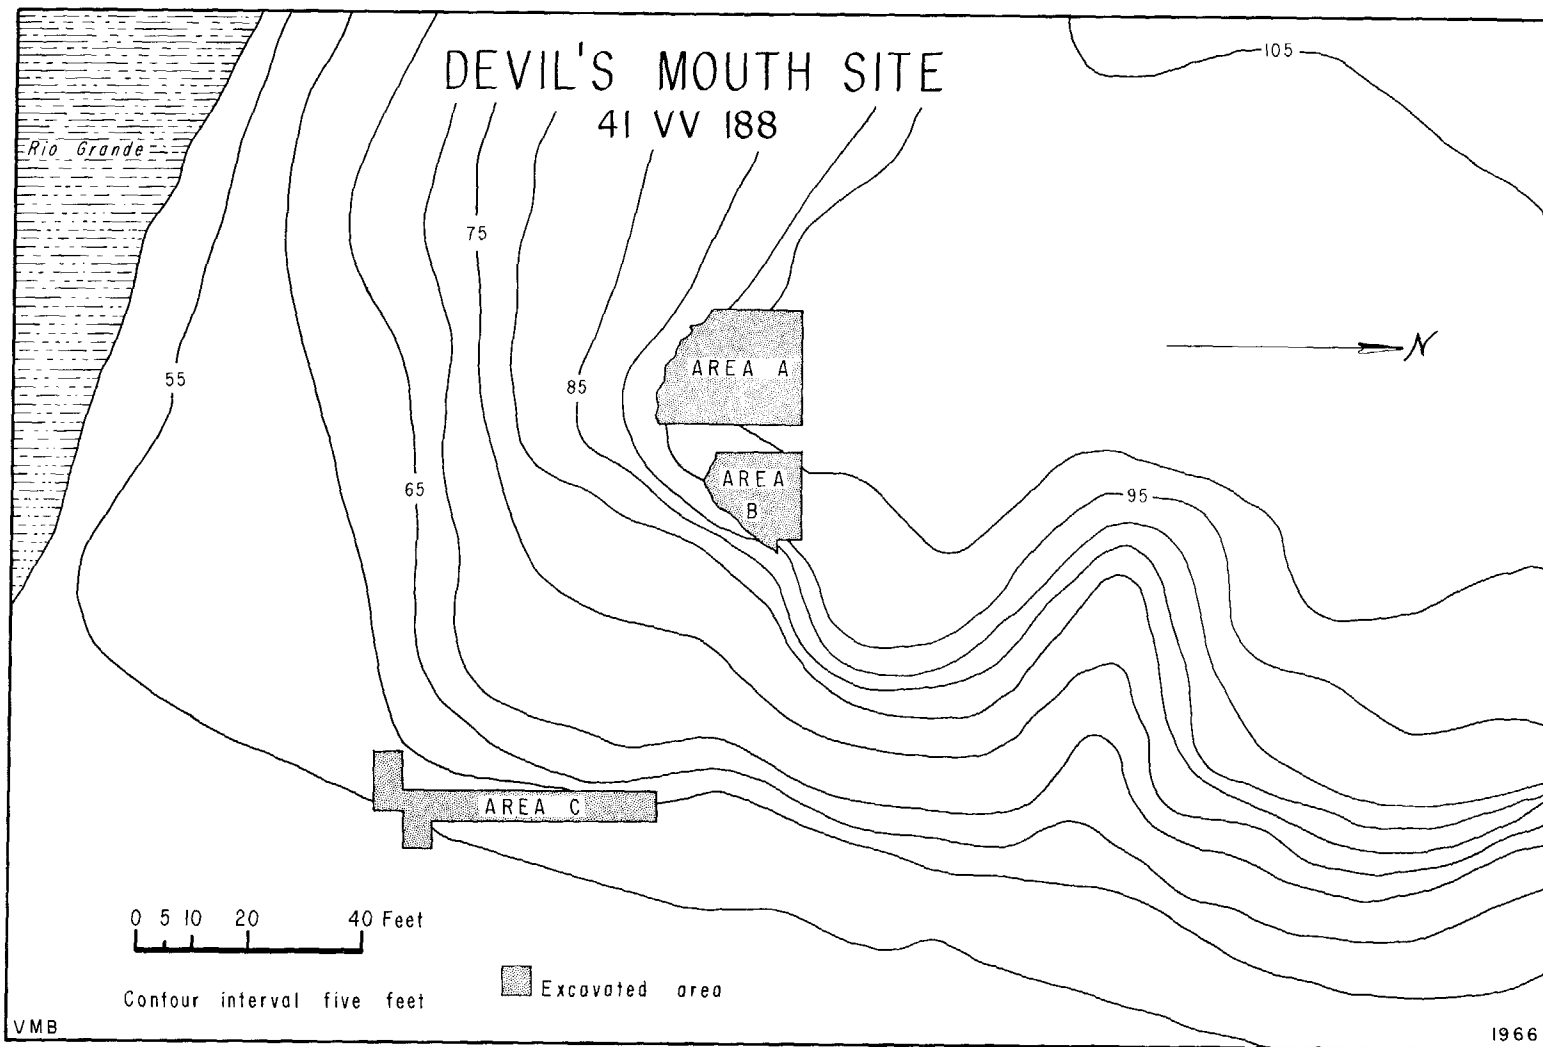 DEVIL'S MOUTH SITE
41 VV 188
105
Rio Grande
75
N
AREA A
55
85
AREA
B
65
95
AREA C
0 5 10 20 40 Feet
Contour interval five feet
Excavated area
VMB
1966